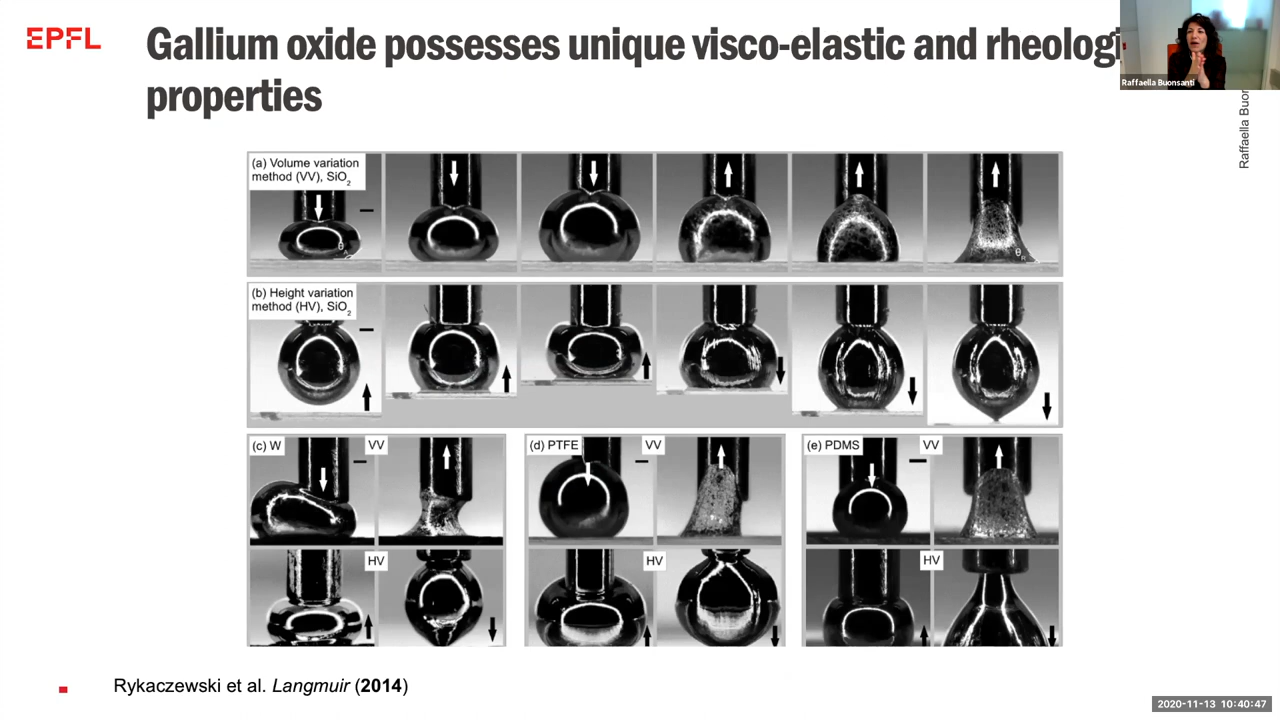 EPFL
Gallium oxide possesses unique visco-elastic and rheologi
properties
Raffaella Buonsanti
Raffaella Buon
(a) Volume variation
method (VV), SiO2
θA
θR
(b) Height variation
method (HV), SiO2
(c) W
VV
(d) PTFE
VV
(e) PDMS
VV
HV
HV
HV
Rykaczewski et al. Langmuir (2014)
2020-11-13 10:40:47